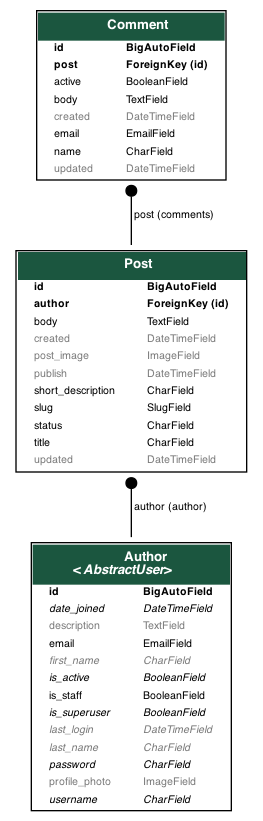 Comment
id BigAutoField
post ForeignKey (id)
active BooleanField
body TextField
created DateTimeField
email EmailField
name CharField
updated DateTimeField
post (comments)
Post
id BigAutoField
author ForeignKey (id)
body TextField
created DateTimeField
post_image ImageField
publish DateTimeField
short_description CharField
slug SlugField
status CharField
title CharField
updated DateTimeField
author (author)
Author
<AbstractUser>
id BigAutoField
date_joined DateTimeField
description TextField
email EmailField
first_name CharField
is_active BooleanField
is_staff BooleanField
is_superuser BooleanField
last_login DateTimeField
last_name CharField
password CharField
profile_photo ImageField
username CharField